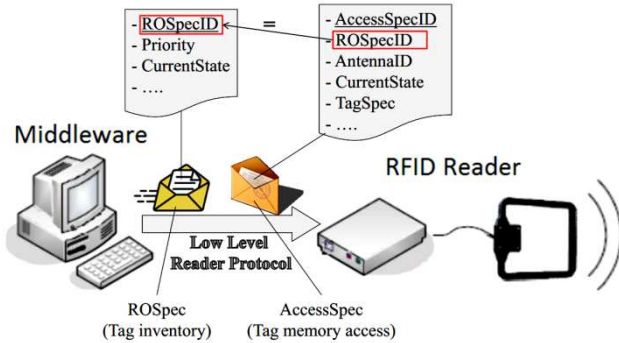 - ROSpecID
- Priority
- CurrentState
- ....
=
- AccessSpecID
- ROSpecID
- AntennaID
- CurrentState
- TagSpec
- ....
Middleware
RFID Reader
Low Level
Reader Protocol
ROSpec
(Tag inventory)
AccessSpec
(Tag memory access)